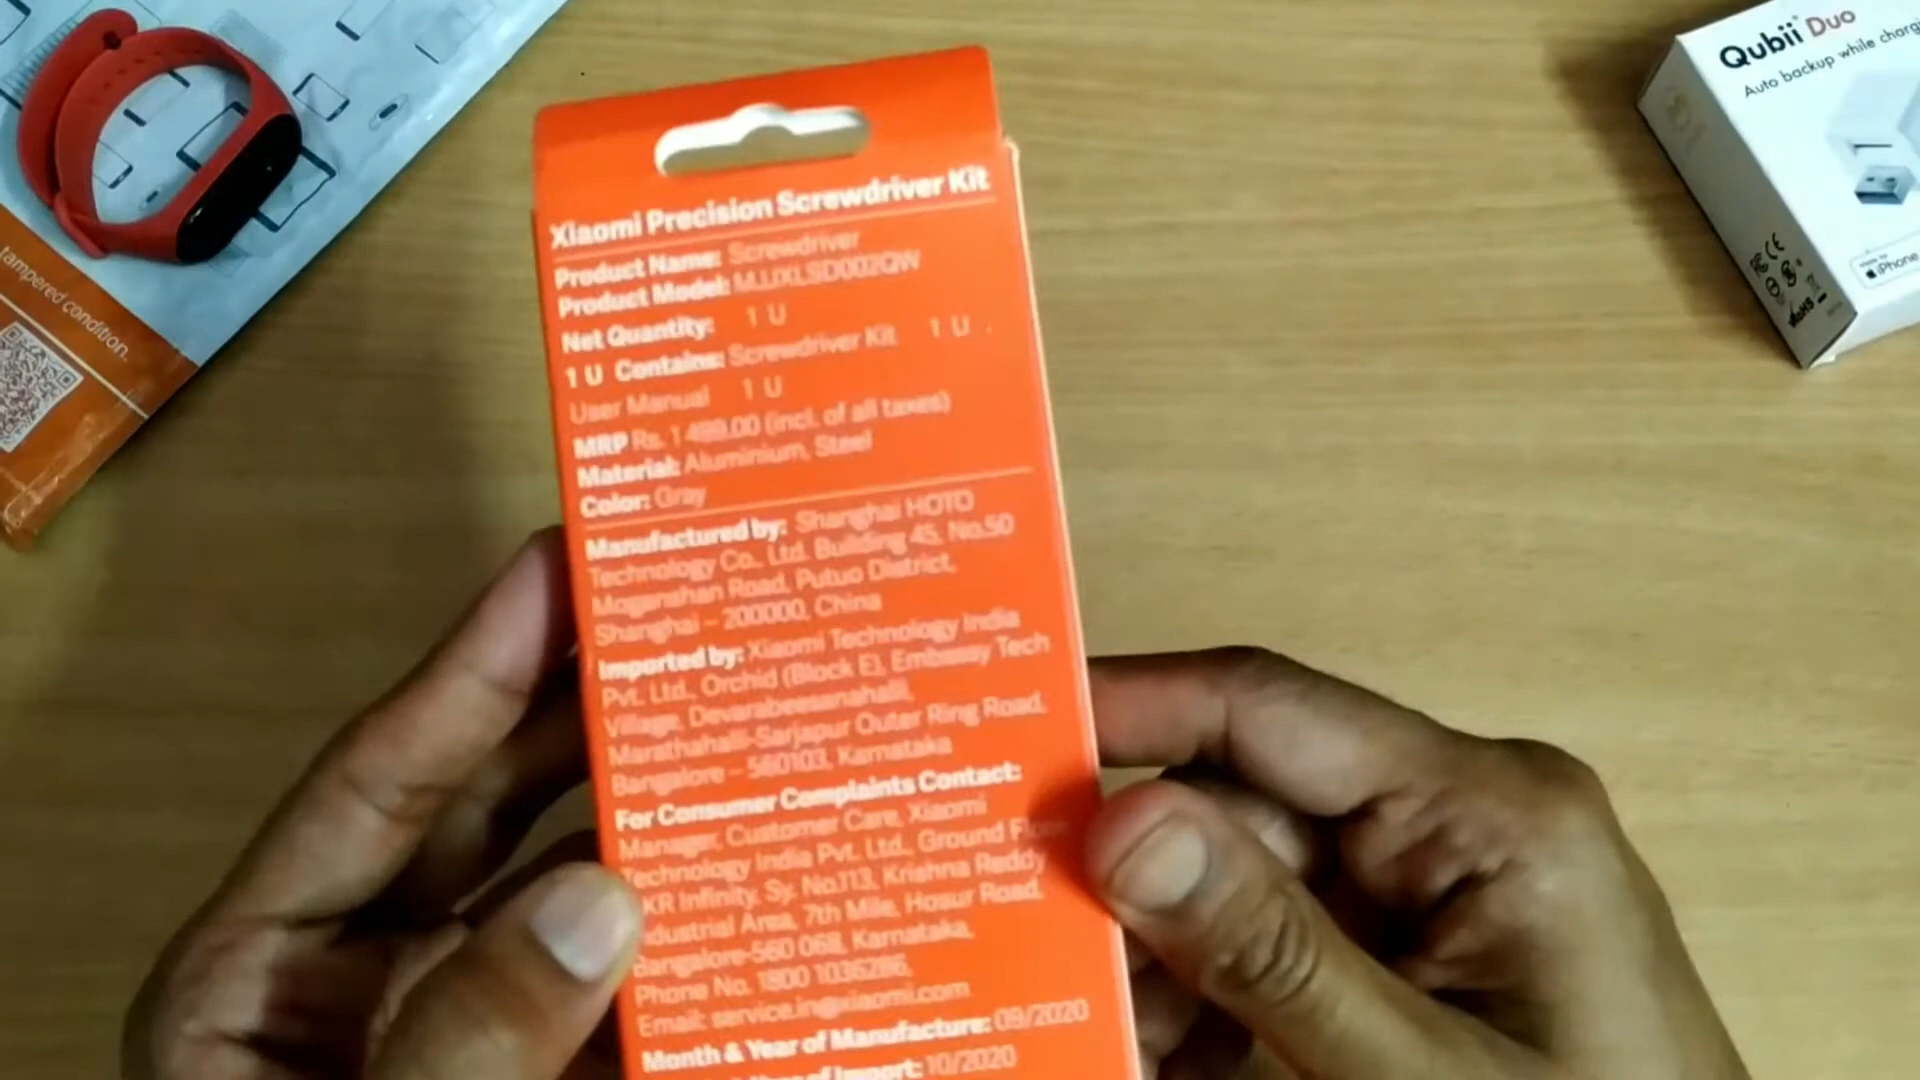 Xiaomi Precision Screwdriver Kit
Product Name: Screwdriver
Product Model: MJJXLSD002QW
Net Quantity: 1 U
1 U Contains: Screwdriver Kit 1 U .
User Manual 1 U
MRP Rs. 1 499.00 (incl. of all taxes)
Material: Aluminium, Steel
Color: Gray
Manufactured by: Shanghai HOTO
Technology Co., Ltd. Building 45, No.50
Moganshan Road, Putuo District,
Shanghai – 200000, China
Imported by: Xiaomi Technology India
Pvt. Ltd., Orchid (Block E), Embassy Tech
Village, Devarabeesanahalli,
Marathahalli-Sarjapur Outer Ring Road,
Bangalore – 560103, Karnataka
For Consumer Complaints Contact:
Manager, Customer Care, Xiaomi
Technology India Pvt. Ltd., Ground Floor
KR Infinity, Sy. No.113, Krishna Reddy
dustrial Area, 7th Mile, Hosur Road,
Bangalore-560 068, Karnataka,
Phone No. 1800 1036286,
Email: service.in@xiaomi.com
Month & Year of Manufacture: 09/2020
of Import: 10/2020
tampered condition.
Qubii Duo
Auto backup while chargi
iPhone
FC CE
RoHS